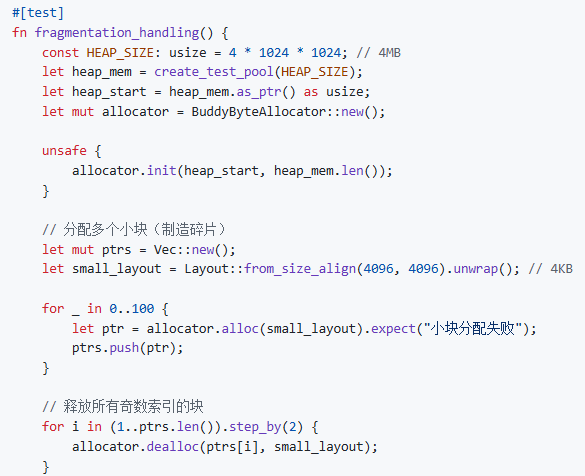 #[test]
fn fragmentation_handling() {
    const HEAP_SIZE: usize = 4 * 1024 * 1024; // 4MB
    let heap_mem = create_test_pool(HEAP_SIZE);
    let heap_start = heap_mem.as_ptr() as usize;
    let mut allocator = BuddyByteAllocator::new();

    unsafe {
        allocator.init(heap_start, heap_mem.len());
    }

    // 分配多个小块（制造碎片）
    let mut ptrs = Vec::new();
    let small_layout = Layout::from_size_align(4096, 4096).unwrap(); // 4KB

    for _ in 0..100 {
        let ptr = allocator.alloc(small_layout).expect("小块分配失败");
        ptrs.push(ptr);
    }

    // 释放所有奇数索引的块
    for i in (1..ptrs.len()).step_by(2) {
        allocator.dealloc(ptrs[i], small_layout);
    }